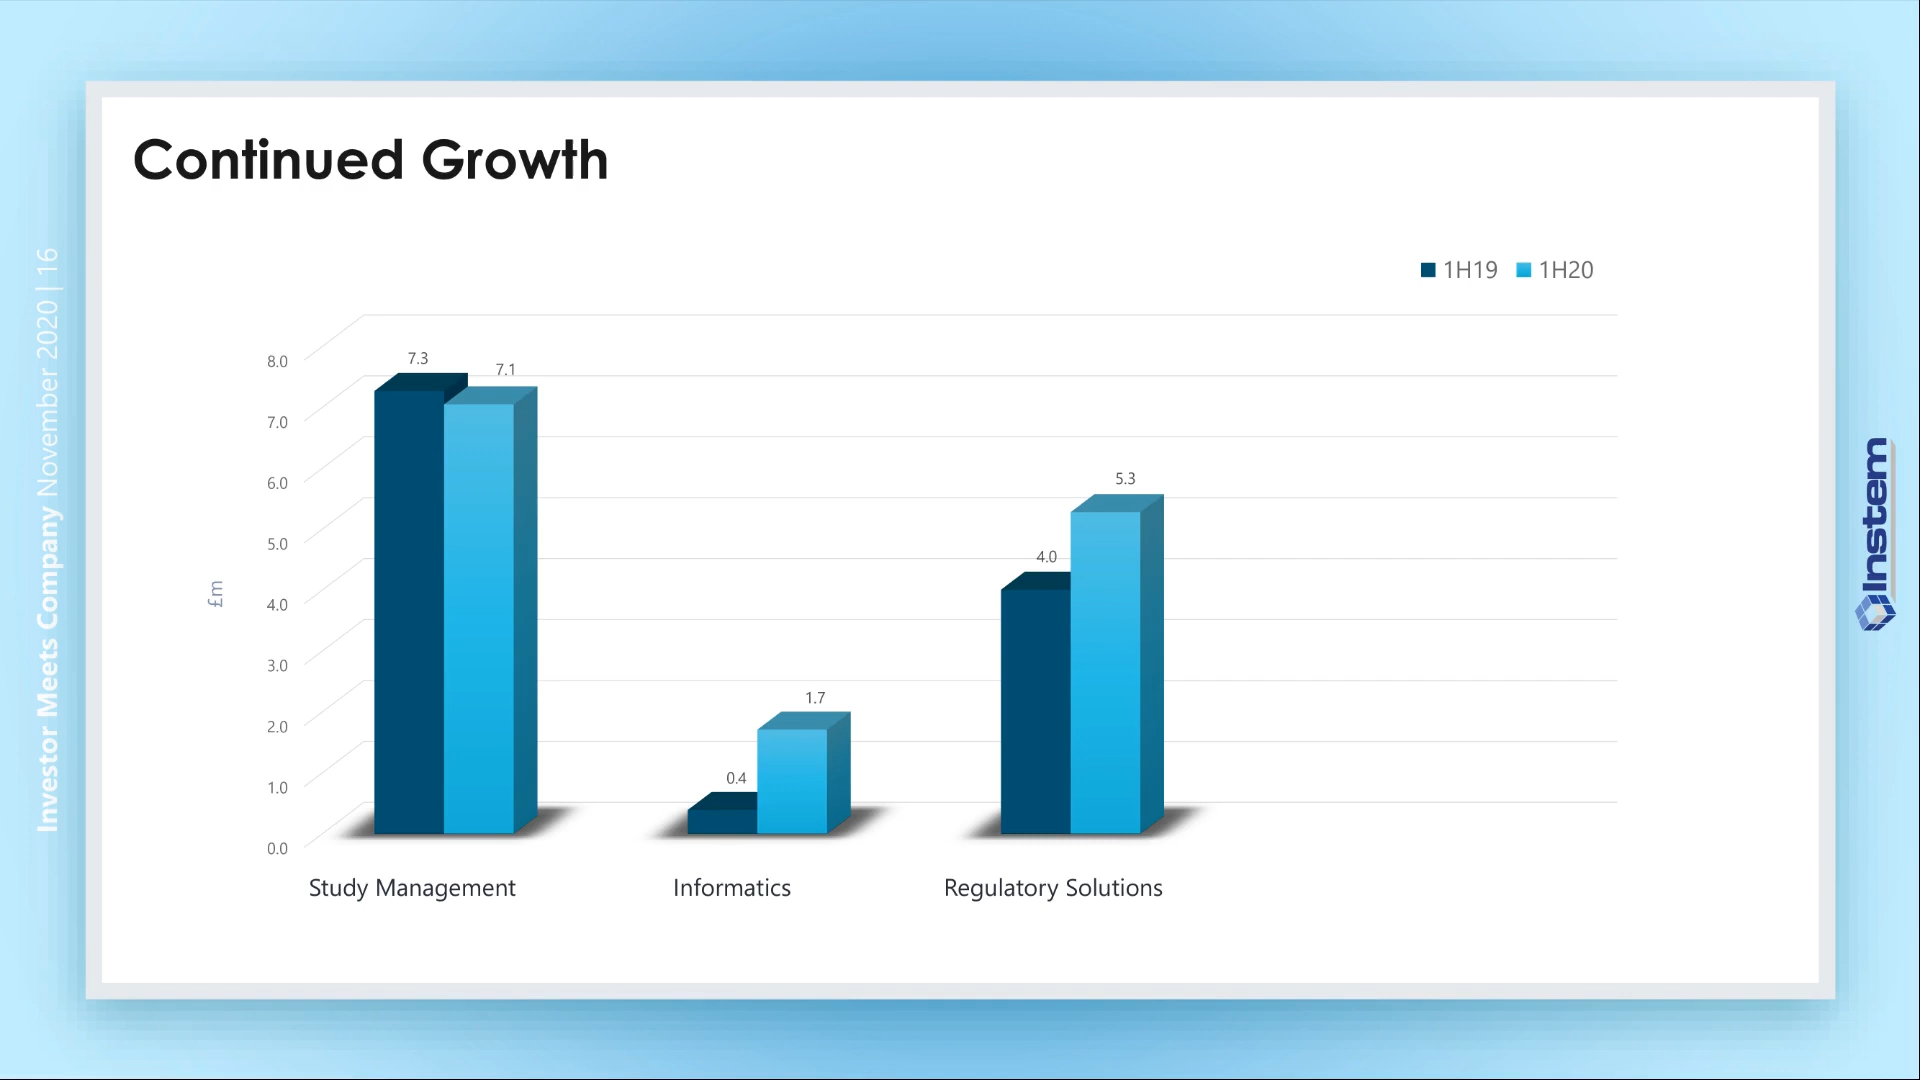 Continued Growth
1H19 1H20
8.0
7.0
6.0
5.0
4.0
3.0
2.0
1.0
0.0
£m
7.3
7.1
0.4
1.7
4.0
5.3
Study Management
Informatics
Regulatory Solutions
Investor Meets Company November 2020 | 16
Instem